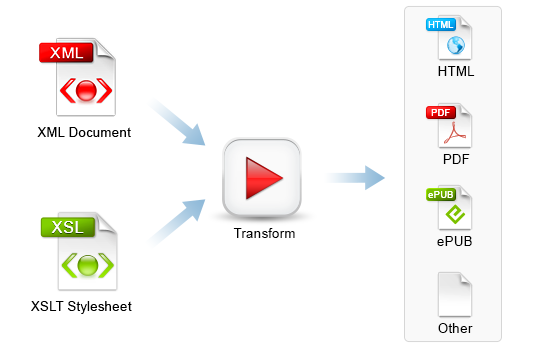 XML
XML Document
XSL
XSLT Stylesheet
Transform
HTML
HTML
PDF
PDF
ePUB
ePUB
Other